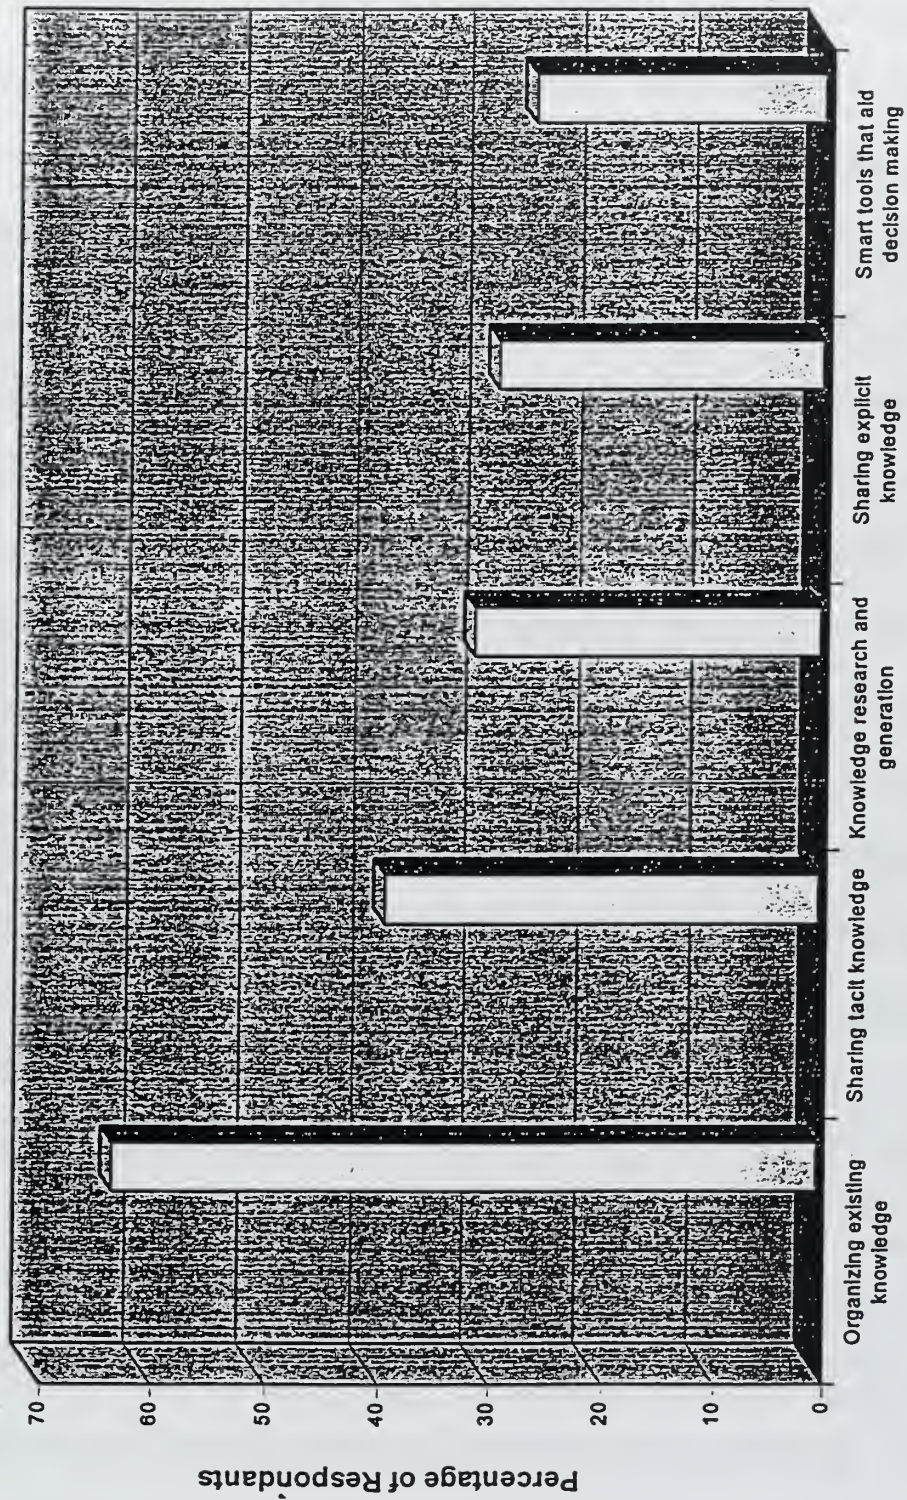 Percentage of Respondants
70
60
50
40
30
20
10
0
Organizing existing
knowledge
Sharing tacit knowledge
Knowledge research and
generation
Sharing explicit
knowledge
Smart tools that aid
decision making